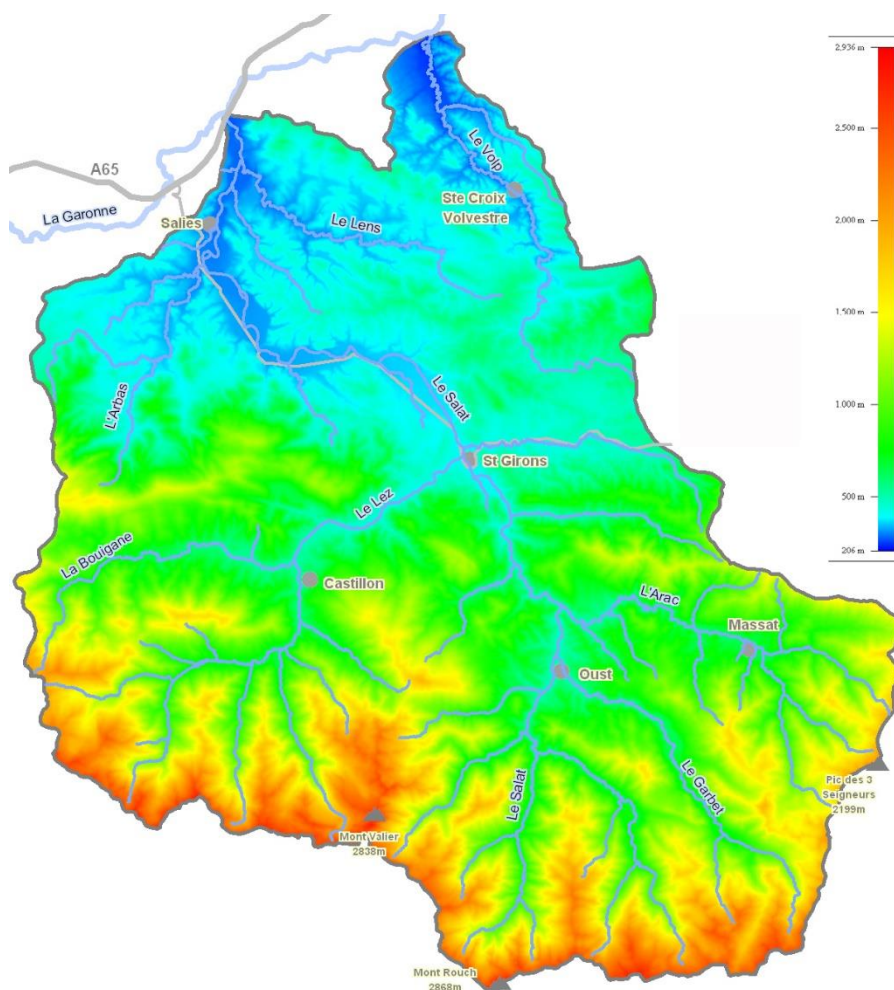 2.936 m
2.500 m
2.000 m
1.500 m
1.000 m
500 m
206 m
A65
La Garonne
Salies
Le Lens
Le Volp
Ste Croix
Volvestre
L'Arbas
Le Salat
St Girons
Le Lez
La Bouigane
Castillon
L'Arac
Massat
Oust
Le Salat
Le Garbet
Pic des 3
Seigneurs
2199m
Mont Valier
2838m
Mont Rouch
2868m